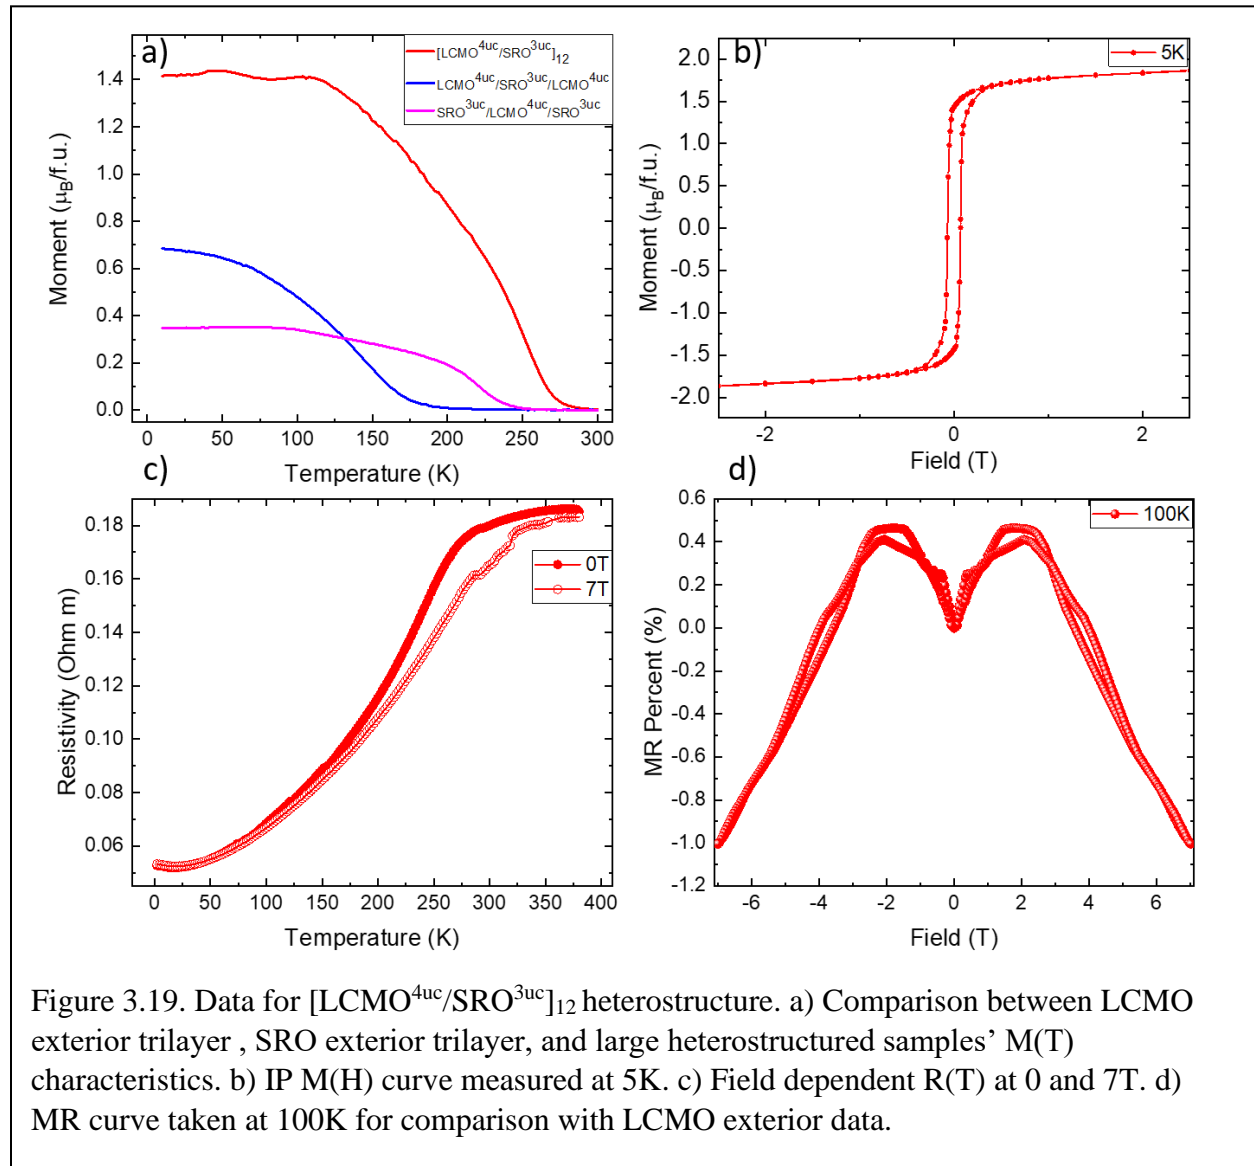 a)
[LCMO4uc/SRO3uc]12
LCMO4uc/SRO3uc/LCMO4uc
SRO3uc/LCMO4uc/SRO3uc
1.4
1.2
1.0
0.8
0.6
0.4
0.2
0.0
Moment (μB/f.u.)
0 50 100 150 200 250 300
Temperature (K)
b)
5K
2.0
1.5
1.0
0.5
0.0
-0.5
-1.0
-1.5
-2.0
Moment (μB/f.u.)
-2 0 2
Field (T)
c)
0T
7T
0.18
0.16
0.14
0.12
0.10
0.08
0.06
Resistivity (Ohm m)
0 50 100 150 200 250 300 350 400
Temperature (K)
d)
100K
0.6
0.4
0.2
0.0
-0.2
-0.4
-0.6
-0.8
-1.0
-1.2
MR Percent (%)
-6 -4 -2 0 2 4 6
Field (T)
Figure 3.19. Data for [LCMO4uc/SRO3uc]12 heterostructure. a) Comparison between LCMO
exterior trilayer , SRO exterior trilayer, and large heterostructured samples’ M(T)
characteristics. b) IP M(H) curve measured at 5K. c) Field dependent R(T) at 0 and 7T. d)
MR curve taken at 100K for comparison with LCMO exterior data.